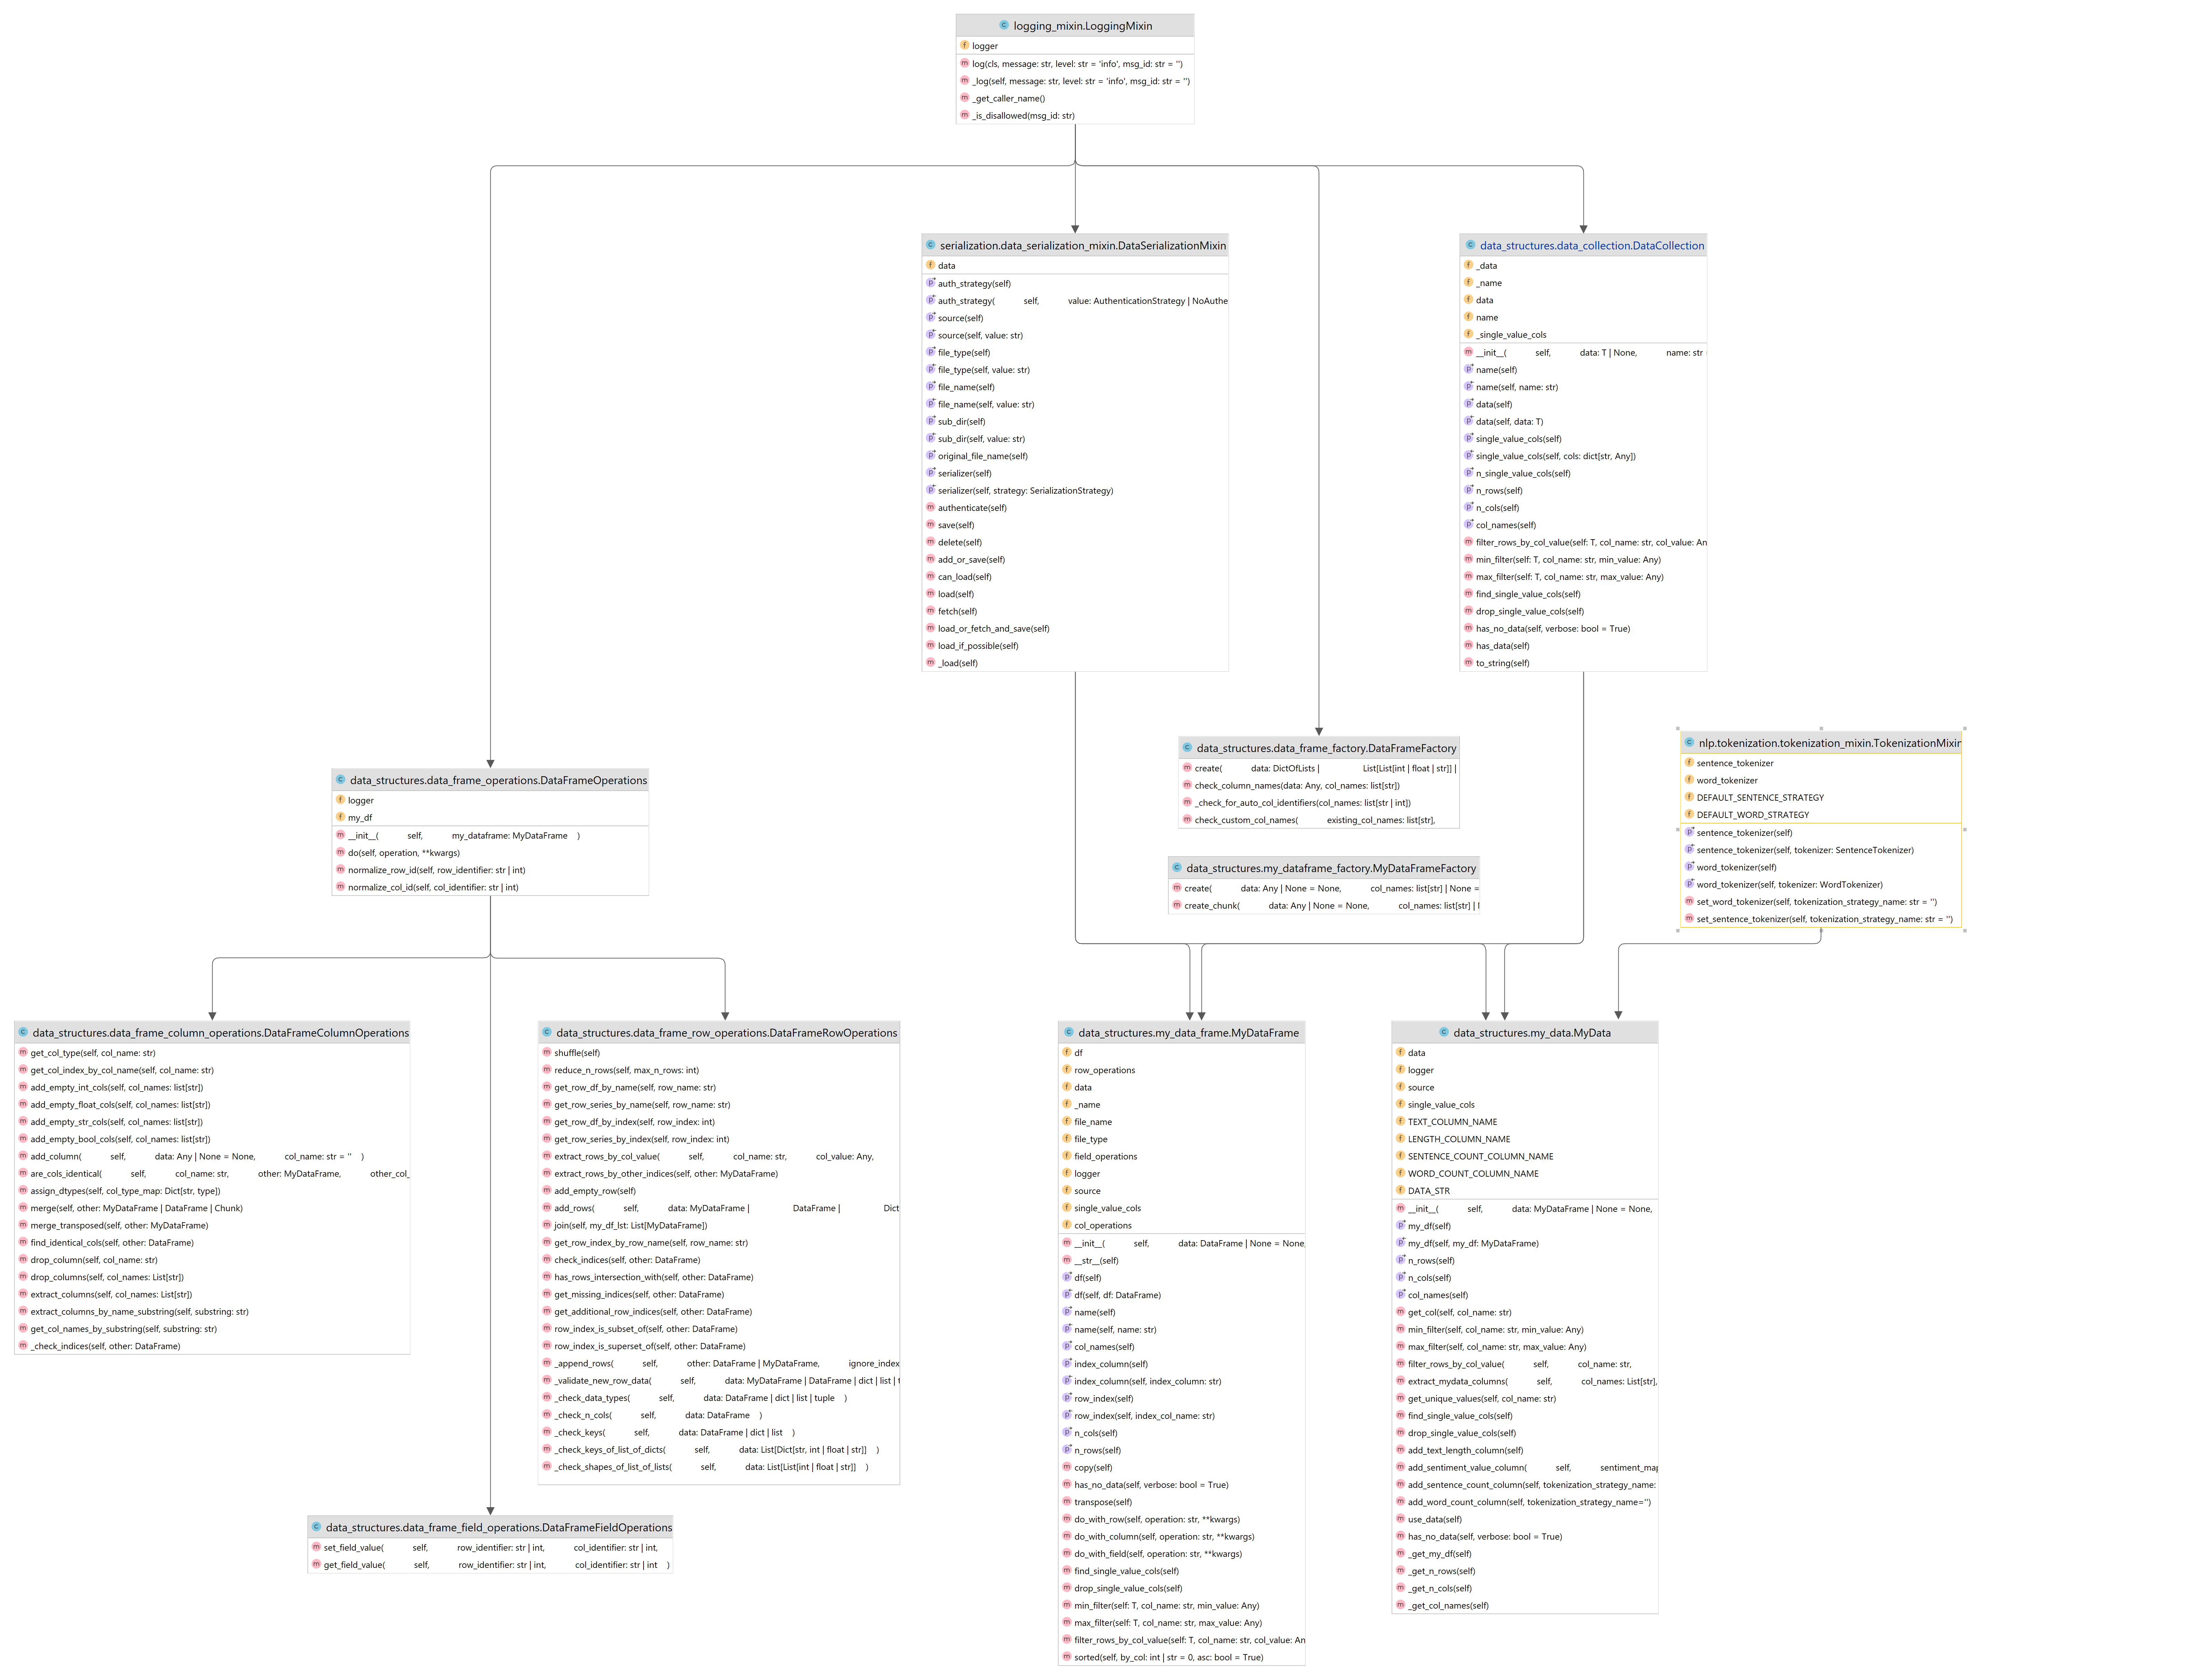 logging_mixin.LoggingMixin
logger
log(cls, message: str, level: str = 'info', msg_id: str = '')
_log(self, message: str, level: str = 'info', msg_id: str = '')
_get_caller_name()
_is_disallowed(msg_id: str)
serialization.data_serialization_mixin.DataSerializationMixin
data
auth_strategy(self)
auth_strategy( self, value: AuthenticationStrategy | NoAuthe
source(self)
source(self, value: str)
file_type(self)
file_type(self, value: str)
file_name(self)
file_name(self, value: str)
sub_dir(self)
sub_dir(self, value: str)
original_file_name(self)
serializer(self)
serializer(self, strategy: SerializationStrategy)
authenticate(self)
save(self)
delete(self)
add_or_save(self)
can_load(self)
load(self)
fetch(self)
load_or_fetch_and_save(self)
load_if_possible(self)
_load(self)
data_structures.data_collection.DataCollection
_data
_name
data
name
_single_value_cols
__init__( self, data: T | None, name: str
name(self)
name(self, name: str)
data(self)
data(self, data: T)
single_value_cols(self)
single_value_cols(self, cols: dict[str, Any])
n_single_value_cols(self)
n_rows(self)
n_cols(self)
col_names(self)
filter_rows_by_col_value(self: T, col_name: str, col_value: An
min_filter(self: T, col_name: str, min_value: Any)
max_filter(self: T, col_name: str, max_value: Any)
find_single_value_cols(self)
drop_single_value_cols(self)
has_no_data(self, verbose: bool = True)
has_data(self)
to_string(self)
data_structures.data_frame_operations.DataFrameOperations
logger
my_df
__init__( self, my_dataframe: MyDataFrame )
do(self, operation, **kwargs)
normalize_row_id(self, row_identifier: str | int)
normalize_col_id(self, col_identifier: str | int)
data_structures.data_frame_factory.DataFrameFactory
create( data: DictOfLists | List[List[int | float | str]] |
check_column_names(data: Any, col_names: list[str])
_check_for_auto_col_identifiers(col_names: list[str | int])
check_custom_col_names( existing_col_names: list[str],
data_structures.my_dataframe_factory.MyDataFrameFactory
create( data: Any | None = None, col_names: list[str] | None =
create_chunk( data: Any | None = None, col_names: list[str] |
nlp.tokenization.tokenization_mixin.TokenizationMixin
sentence_tokenizer
word_tokenizer
DEFAULT_SENTENCE_STRATEGY
DEFAULT_WORD_STRATEGY
sentence_tokenizer(self)
sentence_tokenizer(self, tokenizer: SentenceTokenizer)
word_tokenizer(self)
word_tokenizer(self, tokenizer: WordTokenizer)
set_word_tokenizer(self, tokenization_strategy_name: str = '')
set_sentence_tokenizer(self, tokenization_strategy_name: str = '')
data_structures.data_frame_column_operations.DataFrameColumnOperations
get_col_type(self, col_name: str)
get_col_index_by_col_name(self, col_name: str)
add_empty_int_cols(self, col_names: list[str])
add_empty_float_cols(self, col_names: list[str])
add_empty_str_cols(self, col_names: list[str])
add_empty_bool_cols(self, col_names: list[str])
add_column( self, data: Any | None = None, col_name: str = '' )
are_cols_identical( self, col_name: str, other: MyDataFrame, other_col_
assign_dtypes(self, col_type_map: Dict[str, type])
merge(self, other: MyDataFrame | DataFrame | Chunk)
merge_transposed(self, other: MyDataFrame)
find_identical_cols(self, other: DataFrame)
drop_column(self, col_name: str)
drop_columns(self, col_names: List[str])
extract_columns(self, col_names: List[str])
extract_columns_by_name_substring(self, substring: str)
get_col_names_by_substring(self, substring: str)
_check_indices(self, other: DataFrame)
data_structures.data_frame_row_operations.DataFrameRowOperations
shuffle(self)
reduce_n_rows(self, max_n_rows: int)
get_row_df_by_name(self, row_name: str)
get_row_series_by_name(self, row_name: str)
get_row_df_by_index(self, row_index: int)
get_row_series_by_index(self, row_index: int)
extract_rows_by_col_value( self, col_name: str, col_value: Any,
extract_rows_by_other_indices(self, other: MyDataFrame)
add_empty_row(self)
add_rows( self, data: MyDataFrame | DataFrame | Dict
join(self, my_df_lst: List[MyDataFrame])
get_row_index_by_row_name(self, row_name: str)
check_indices(self, other: DataFrame)
has_rows_intersection_with(self, other: DataFrame)
get_missing_indices(self, other: DataFrame)
get_additional_row_indices(self, other: DataFrame)
row_index_is_subset_of(self, other: DataFrame)
row_index_is_superset_of(self, other: DataFrame)
_append_rows( self, other: DataFrame | MyDataFrame, ignore_index
_validate_new_row_data( self, data: MyDataFrame | DataFrame | dict | list | t
_check_data_types( self, data: DataFrame | dict | list | tuple )
_check_n_cols( self, data: DataFrame )
_check_keys( self, data: DataFrame | dict | list )
_check_keys_of_list_of_dicts( self, data: List[Dict[str, int | float | str]] )
_check_shapes_of_list_of_lists( self, data: List[List[int | float | str]] )
data_structures.data_frame_field_operations.DataFrameFieldOperations
set_field_value( self, row_identifier: str | int, col_identifier: str | int,
get_field_value( self, row_identifier: str | int, col_identifier: str | int )
data_structures.my_data_frame.MyDataFrame
df
row_operations
data
_name
file_name
file_type
field_operations
logger
source
single_value_cols
col_operations
__init__( self, data: DataFrame | None = None,
__str__(self)
df(self)
df(self, df: DataFrame)
name(self)
name(self, name: str)
col_names(self)
index_column(self)
index_column(self, index_column: str)
row_index(self)
row_index(self, index_col_name: str)
n_cols(self)
n_rows(self)
copy(self)
has_no_data(self, verbose: bool = True)
transpose(self)
do_with_row(self, operation: str, **kwargs)
do_with_column(self, operation: str, **kwargs)
do_with_field(self, operation: str, **kwargs)
find_single_value_cols(self)
drop_single_value_cols(self)
min_filter(self: T, col_name: str, min_value: Any)
max_filter(self: T, col_name: str, max_value: Any)
filter_rows_by_col_value(self: T, col_name: str, col_value: An
sorted(self, by_col: int | str = 0, asc: bool = True)
data_structures.my_data.MyData
data
logger
source
single_value_cols
TEXT_COLUMN_NAME
LENGTH_COLUMN_NAME
SENTENCE_COUNT_COLUMN_NAME
WORD_COUNT_COLUMN_NAME
DATA_STR
__init__( self, data: MyDataFrame | None = None,
my_df(self)
my_df(self, my_df: MyDataFrame)
n_rows(self)
n_cols(self)
col_names(self)
get_col(self, col_name: str)
min_filter(self, col_name: str, min_value: Any)
max_filter(self, col_name: str, max_value: Any)
filter_rows_by_col_value( self, col_name: str,
extract_mydata_columns( self, col_names: List[str],
get_unique_values(self, col_name: str)
find_single_value_cols(self)
drop_single_value_cols(self)
add_text_length_column(self)
add_sentiment_value_column( self, sentiment_map
add_sentence_count_column(self, tokenization_strategy_name:
add_word_count_column(self, tokenization_strategy_name='')
use_data(self)
has_no_data(self, verbose: bool = True)
_get_my_df(self)
_get_n_rows(self)
_get_n_cols(self)
_get_col_names(self)